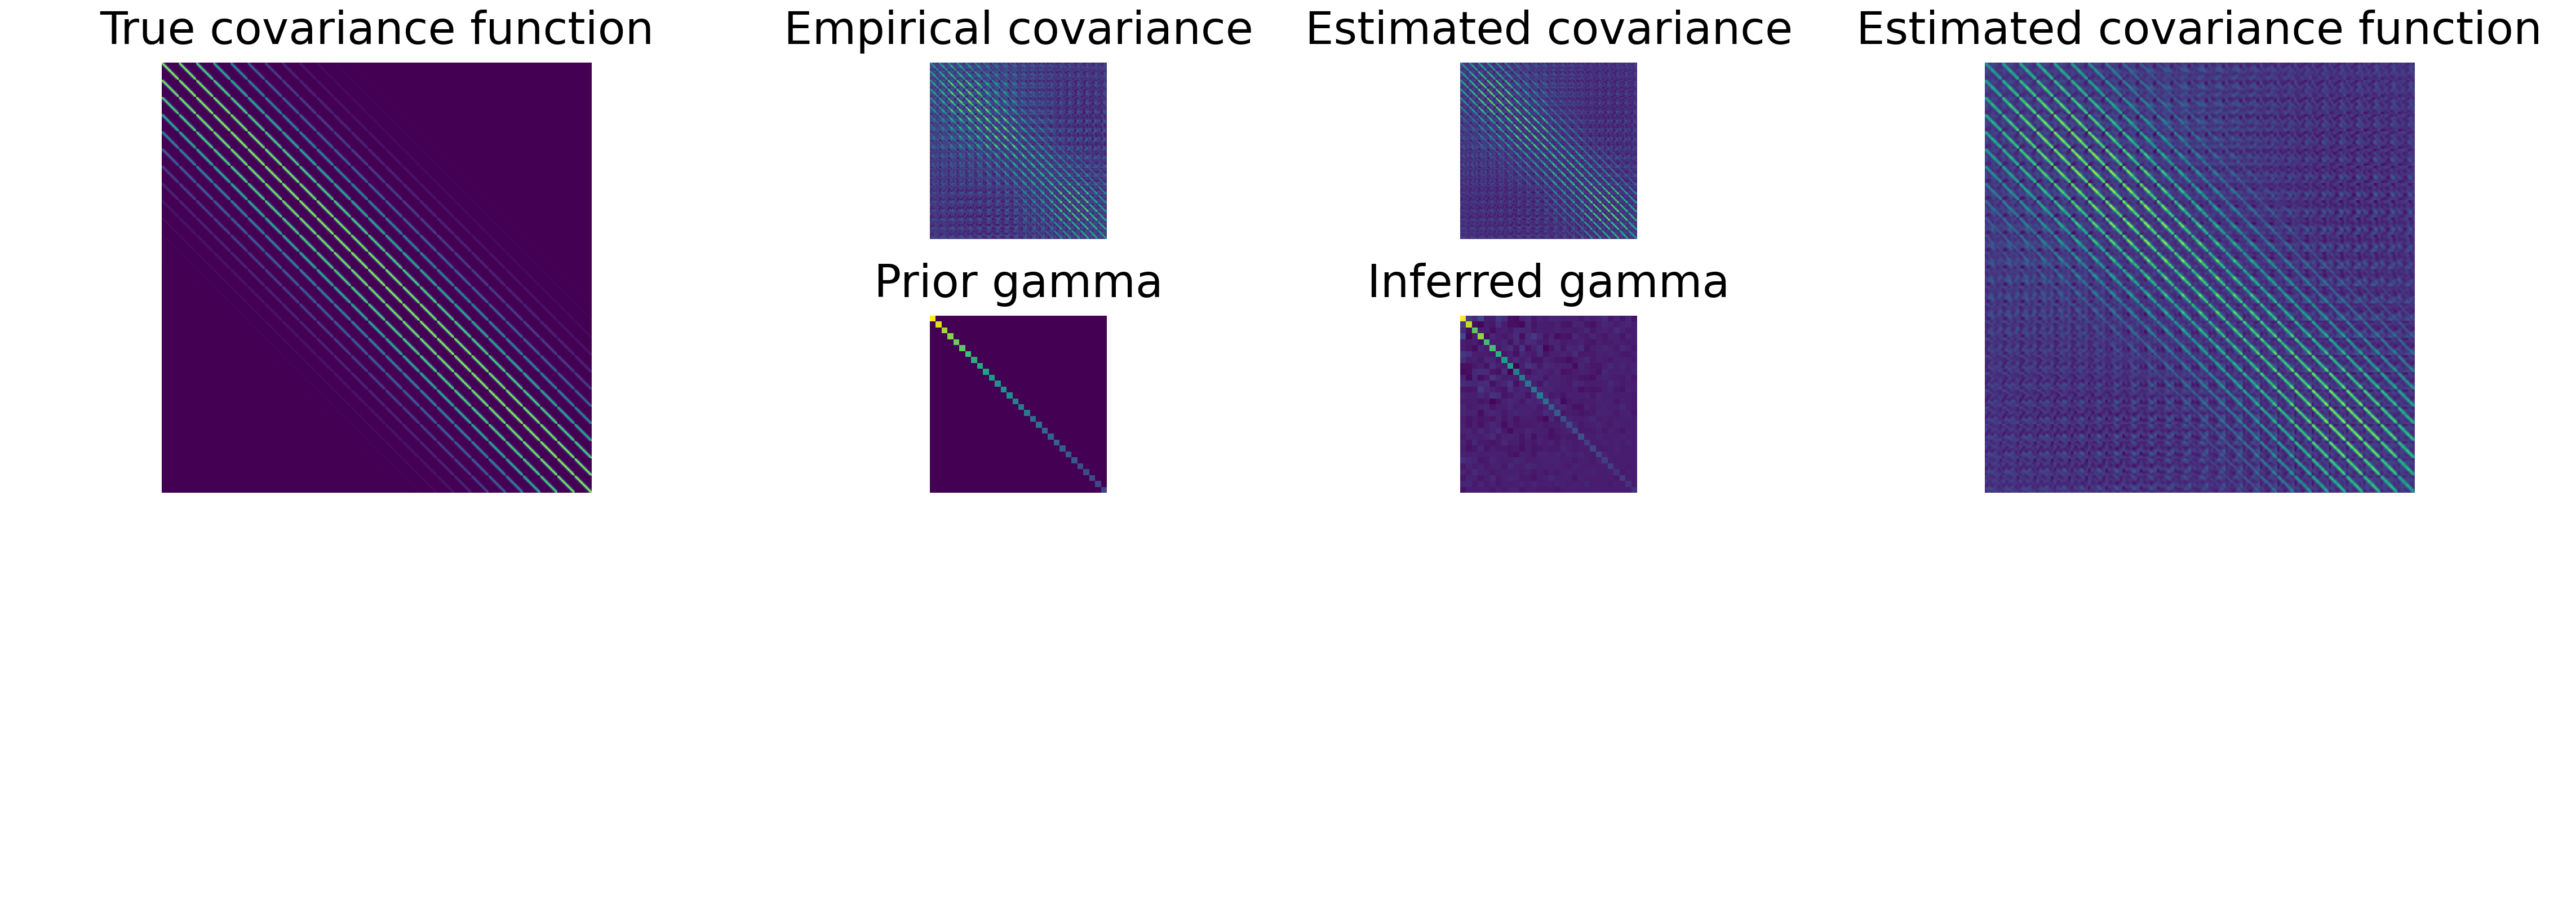 True covariance function
Empirical covariance
Estimated covariance
Estimated covariance function
Prior gamma
Inferred gamma